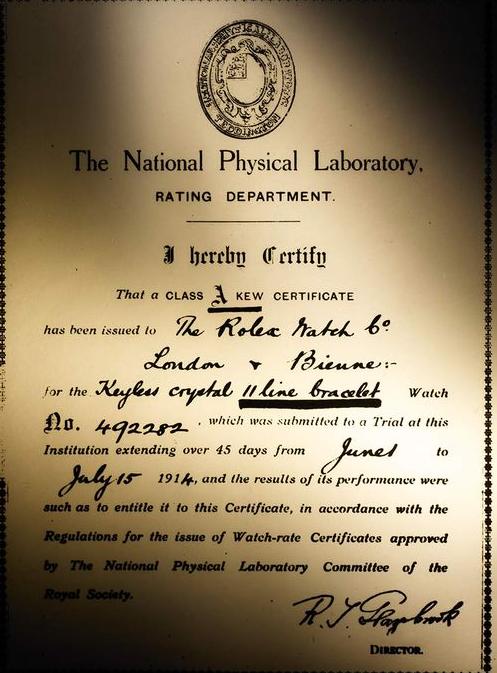 The National Physical Laboratory,
RATING DEPARTMENT.
I hereby Certify
That a CLASS A KEW CERTIFICATE
has been issued to The Rolex Watch Co
London & Bienne:-
for the Keyless crystal 11 line bracelet Watch
No. 492282, which was submitted to a Trial at this
Institution extending over 45 days from June 1 to
July 15 1914, and the results of its performance were
such as to entitle it to this Certificate, in accordance with the
Regulations for the issue of Watch-rate Certificates approved
by The National Physical Laboratory Committee of the
Royal Society.
R. T. Glazebrook
DIRECTOR.